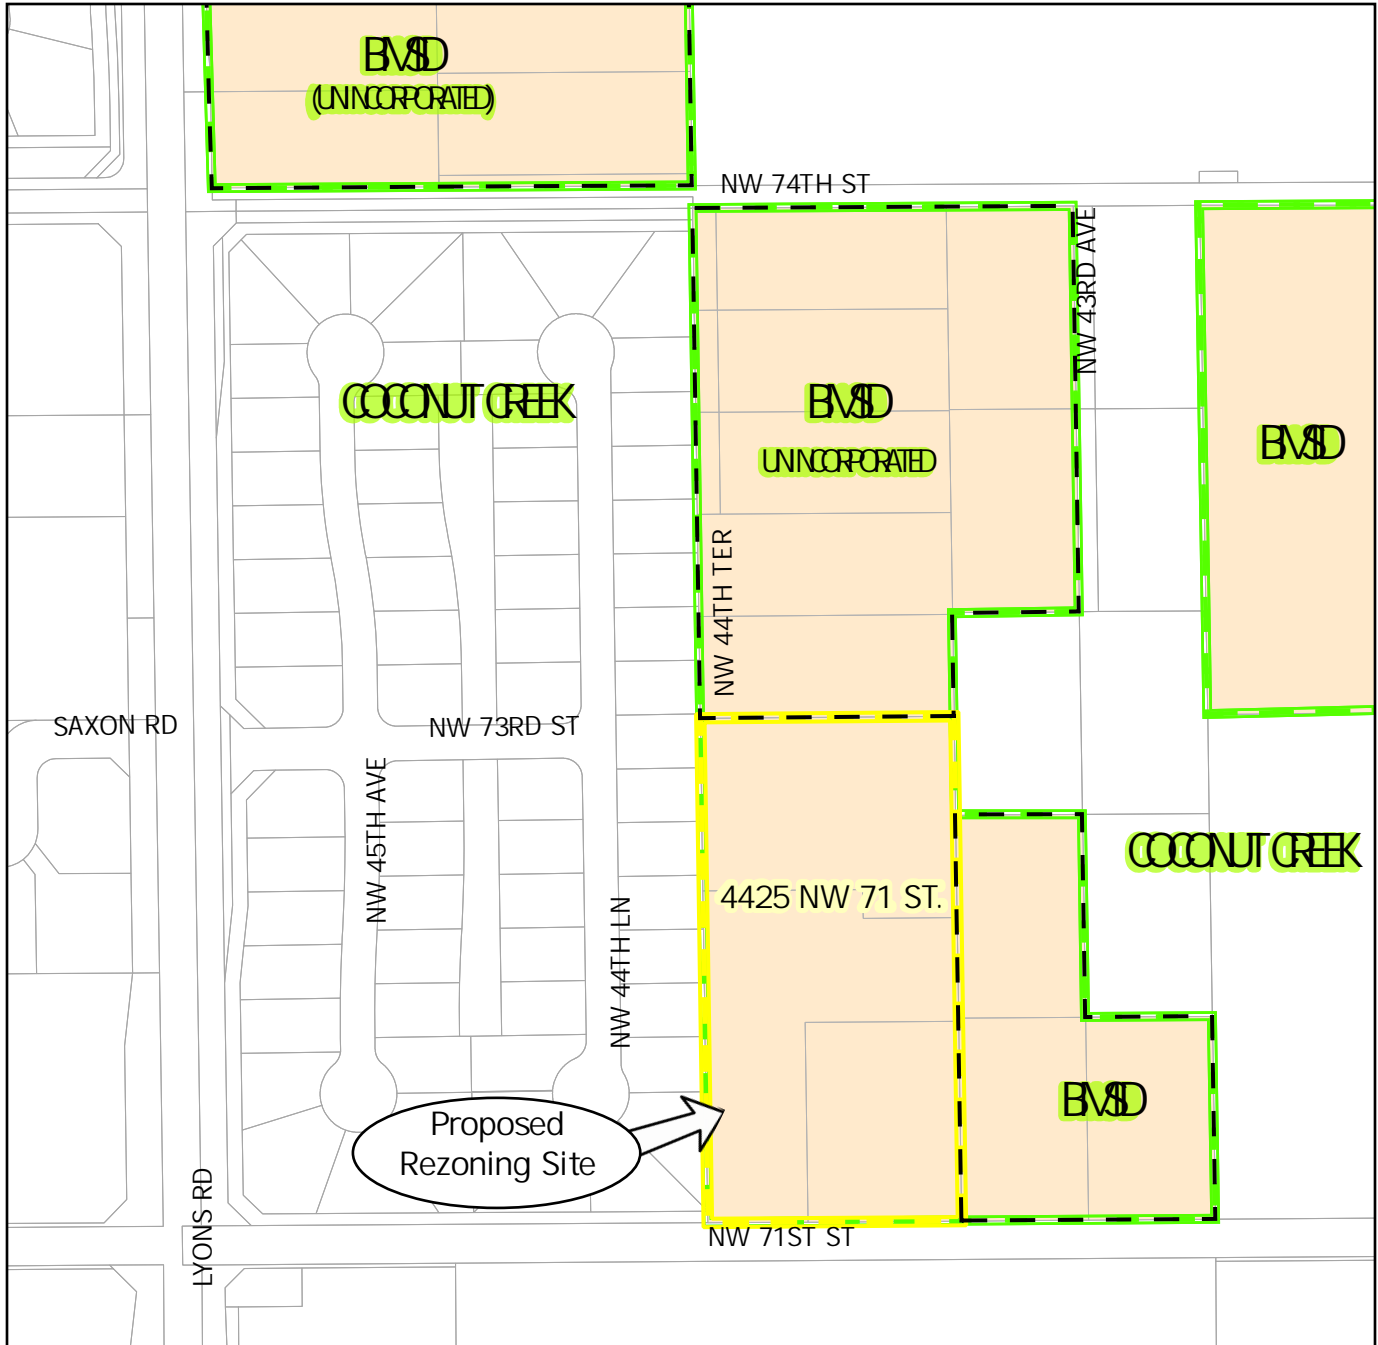 BMSD
(UNINCORPORATED)
NW 74TH ST
NW 43RD AVE
COCONUT CREEK
BMSD
UNINCORPORATED
BMSD
NW 44TH TER
SAXON RD
NW 73RD ST
NW 45TH AVE
COCONUT CREEK
4425 NW 71 ST.
NW 44TH LN
BMSD
Proposed
Rezoning Site
LYONS RD
NW 71ST ST